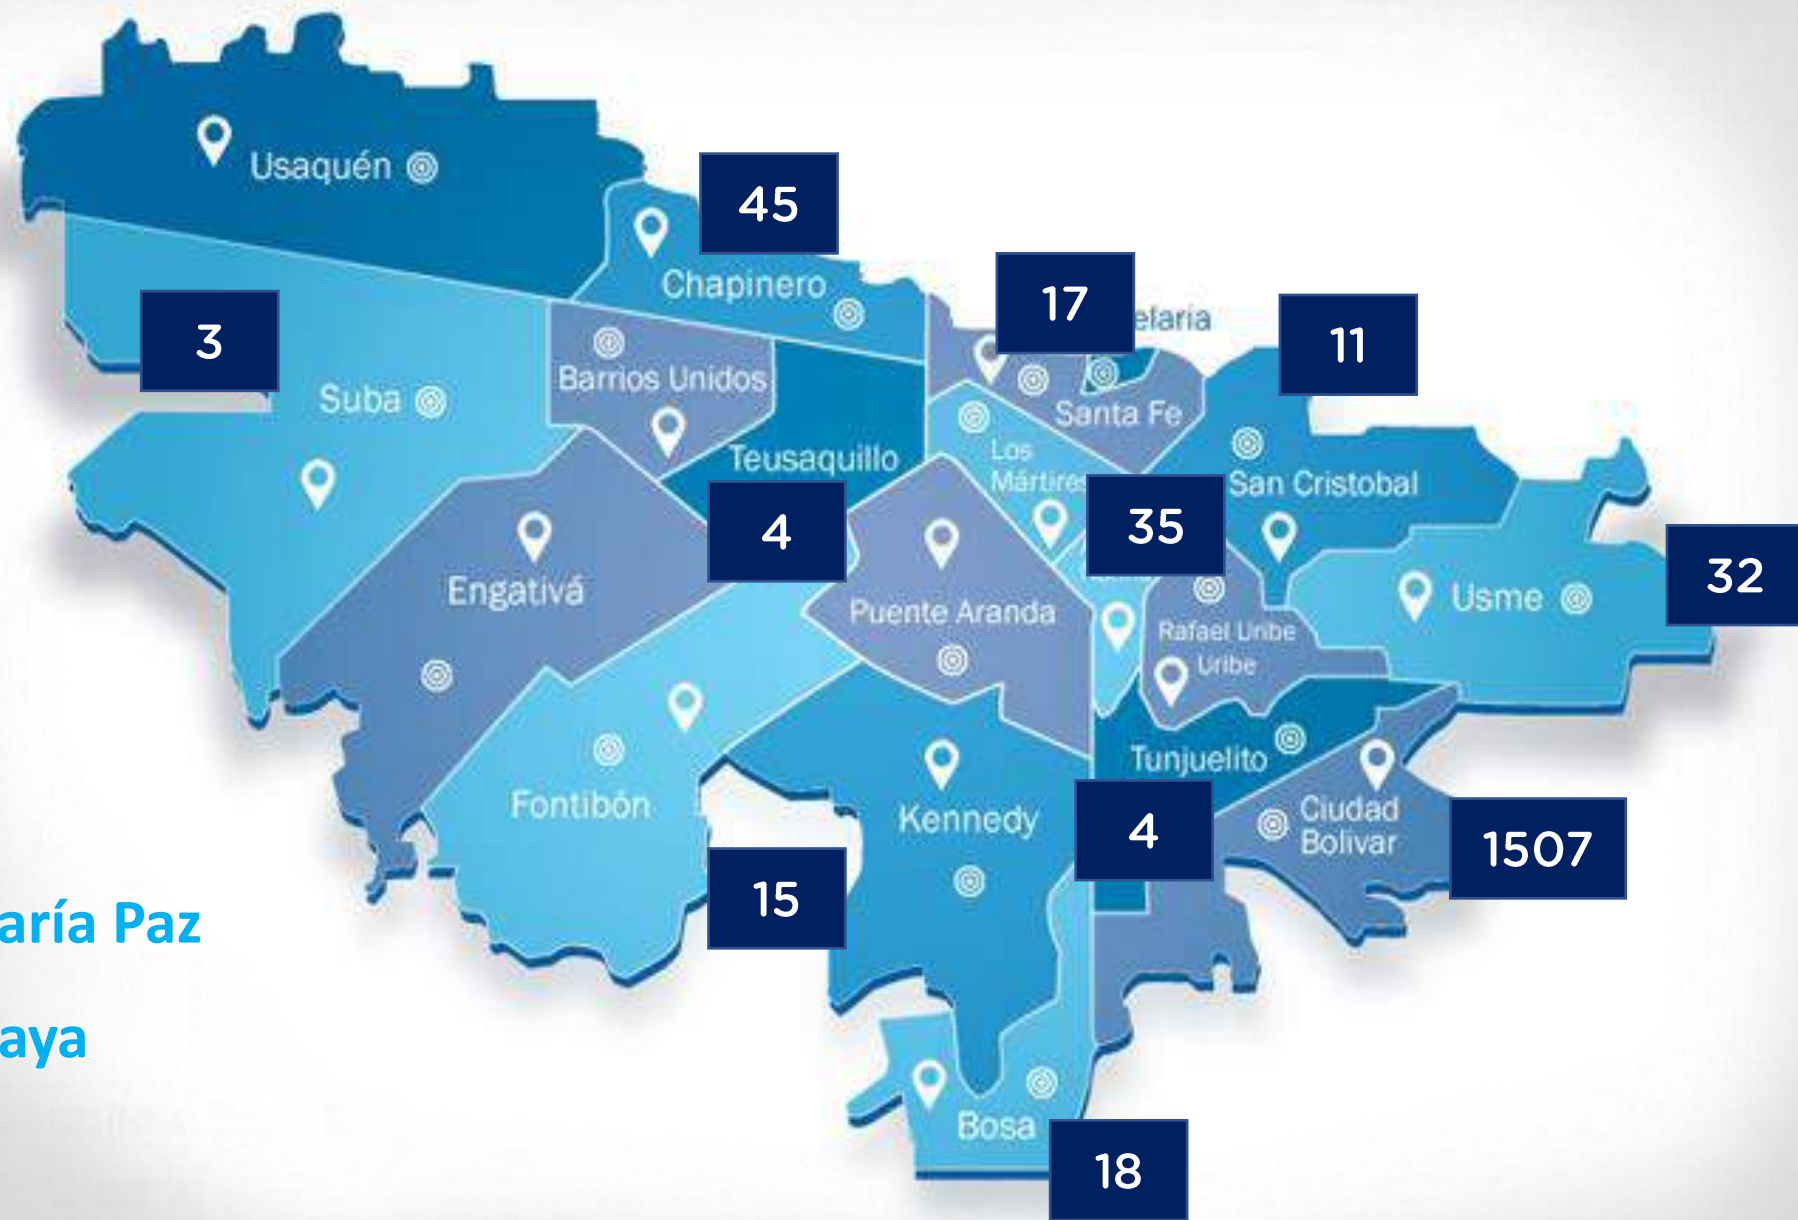 Usaquén
45
Chapinero
17
elaria
11
3
Suba
Barrios Unidos
Santa Fe
Teusaquillo
Los
Mártires
San Cristobal
4
35
32
Engativá
Puente Aranda
Usme
Rafael Uribe
Uribe
Tunjuelito
Fontibón
Kennedy
4
Ciudad
Bolivar
1507
15
aría Paz
aya
Bosa
18